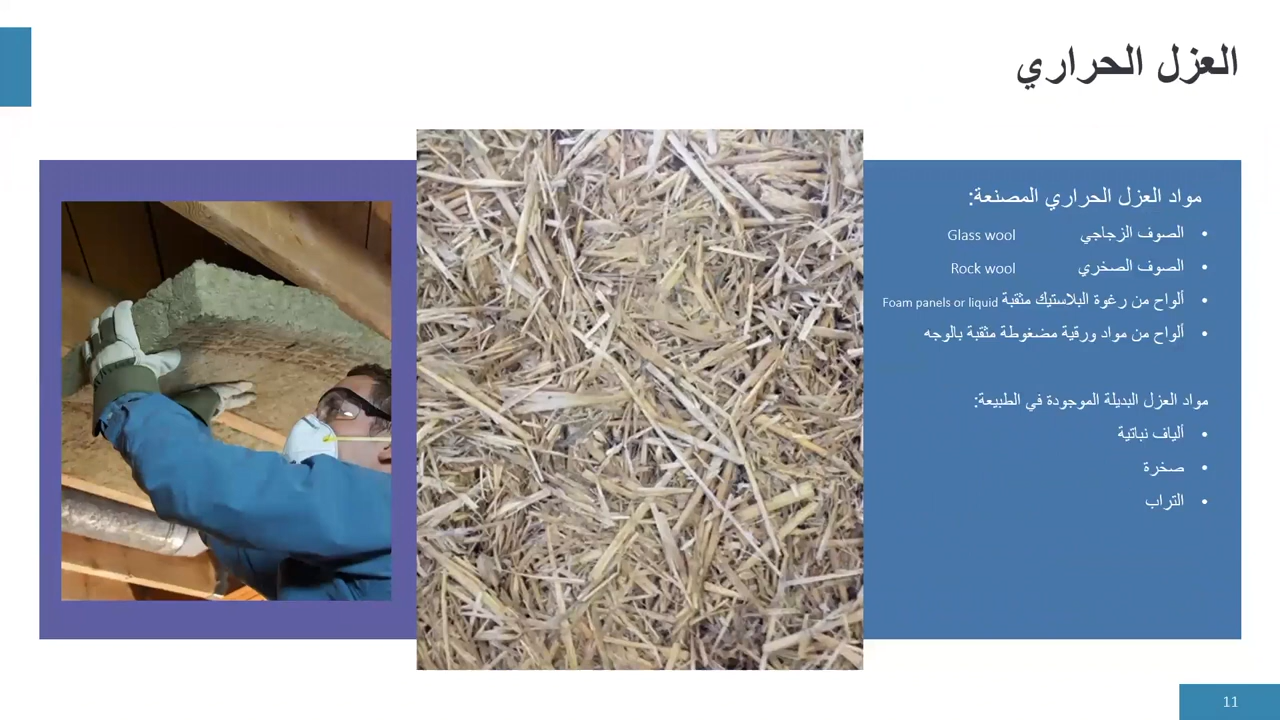 العزل الحراري
مواد العزل الحراري المصنعة:
• الصوف الزجاجي Glass wool
• الصوف الصخري Rock wool
• ألواح من رغوة البلاستيك مثقبة Foam panels or liquid
• ألواح من مواد ورقية مضغوطة مثقبة بالوجه
مواد العزل البديلة الموجودة في الطبيعة:
• ألياف نباتية
• صخرة
• التراب
11